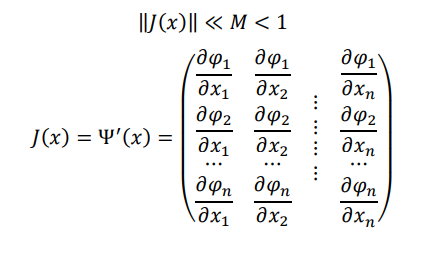 ‖J(x)‖ ≪ M < 1
J(x) = Ψ′(x) =
∂φ₁/∂x₁ ∂φ₁/∂x₂ ⋮ ∂φ₁/∂xₙ
∂φ₂/∂x₁ ∂φ₂/∂x₂ ⋮ ∂φ₂/∂xₙ
… … ⋮ …
∂φₙ/∂x₁ ∂φₙ/∂x₂ ∂φₙ/∂xₙ